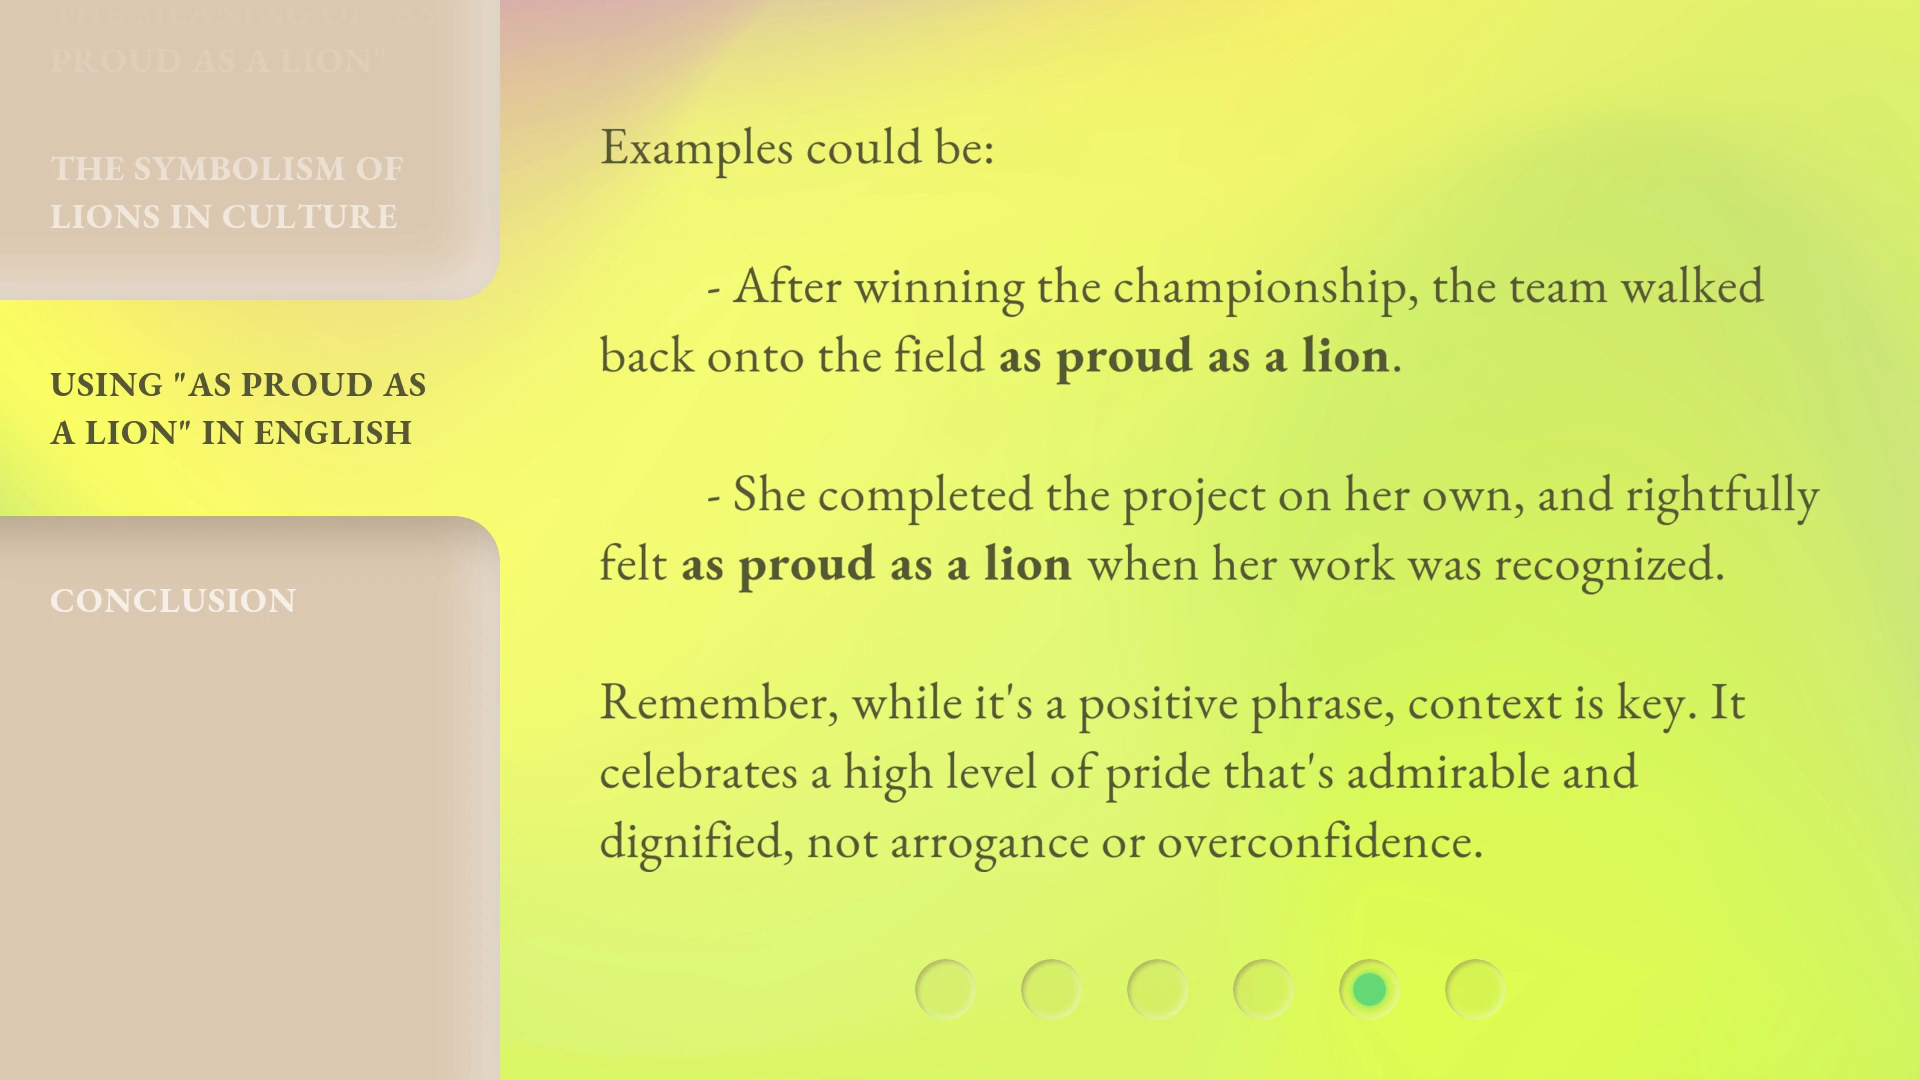 THE MEANING OF "AS
PROUD AS A LION"
THE SYMBOLISM OF
LIONS IN CULTURE
USING "AS PROUD AS
A LION" IN ENGLISH
CONCLUSION
Examples could be:
- After winning the championship, the team walked
back onto the field as proud as a lion.
- She completed the project on her own, and rightfully
felt as proud as a lion when her work was recognized.
Remember, while it's a positive phrase, context is key. It
celebrates a high level of pride that's admirable and
dignified, not arrogance or overconfidence.